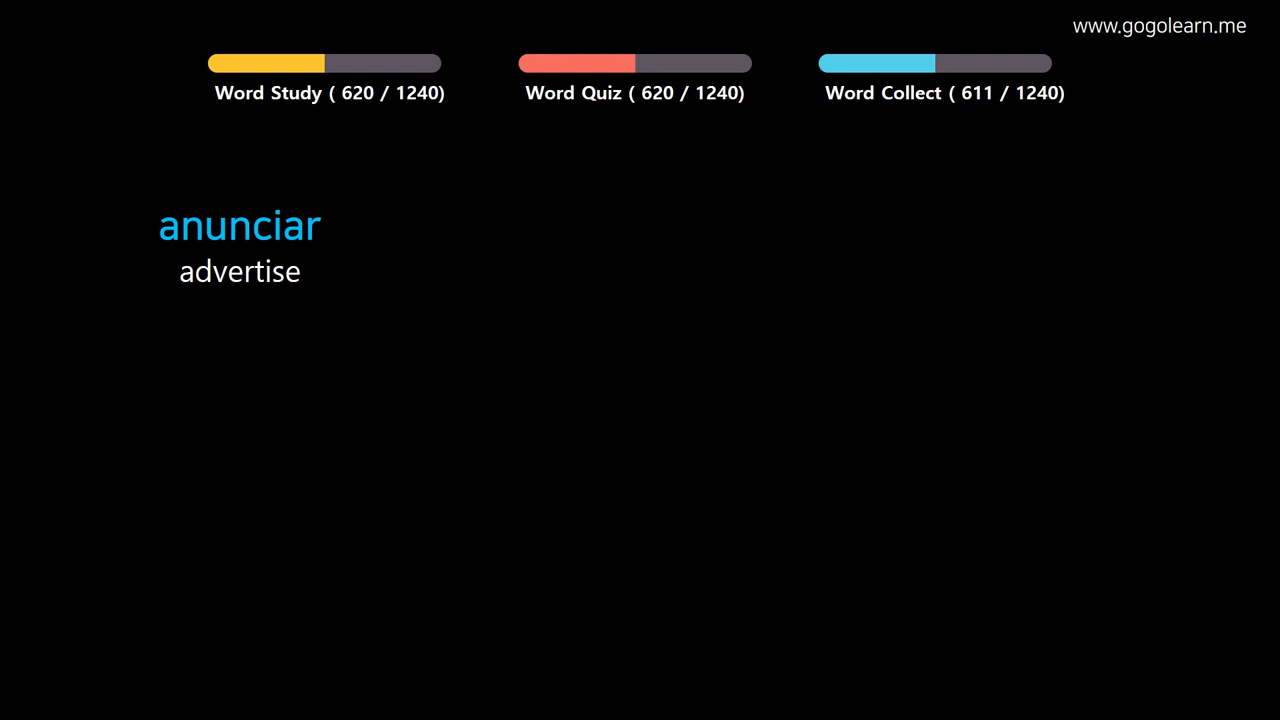 www.gogolearn.me
Word Study ( 620 / 1240)
Word Quiz ( 620 / 1240)
Word Collect ( 611 / 1240)
anunciar
advertise